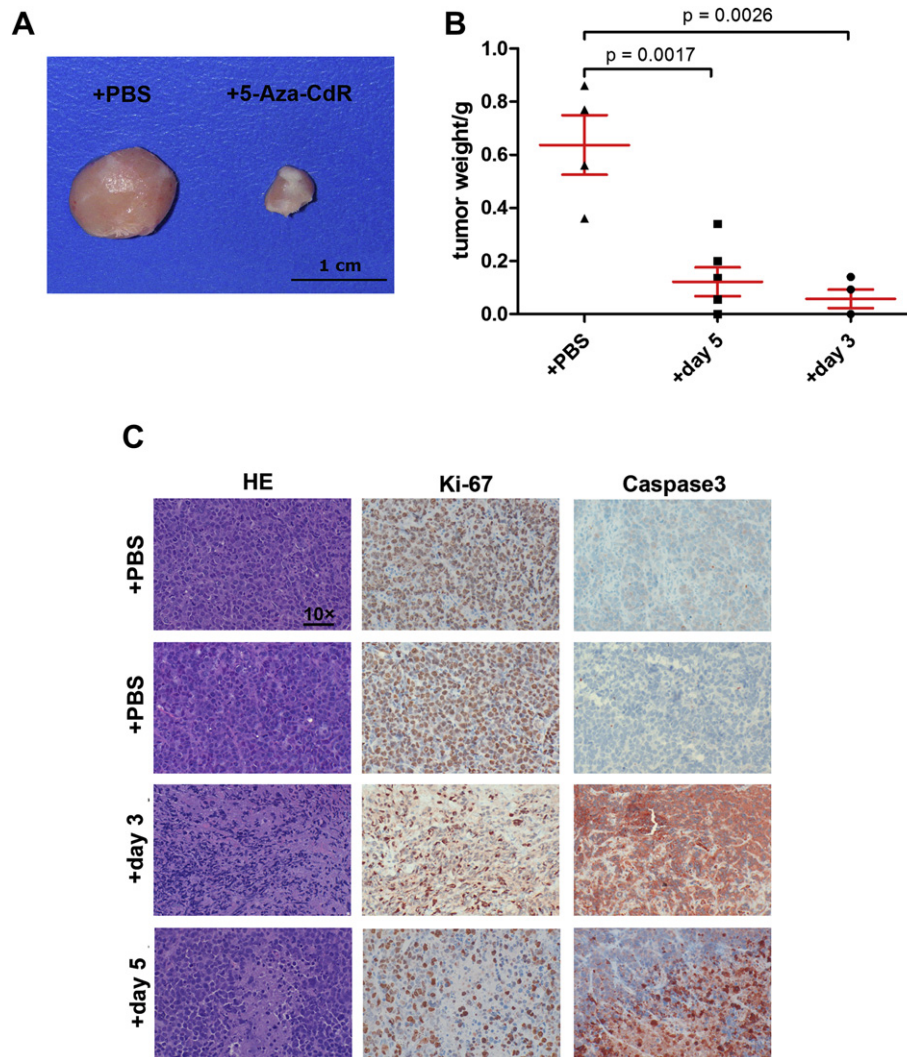 A
+PBS +5-Aza-CdR
1 cm
B
p = 0.0026
p = 0.0017
tumor weight/g
1.0
0.8
0.6
0.4
0.2
0.0
+PBS +day 5 +day 3
C
HE Ki-67 Caspase3
+PBS
10×
+PBS
+day 3
+day 5